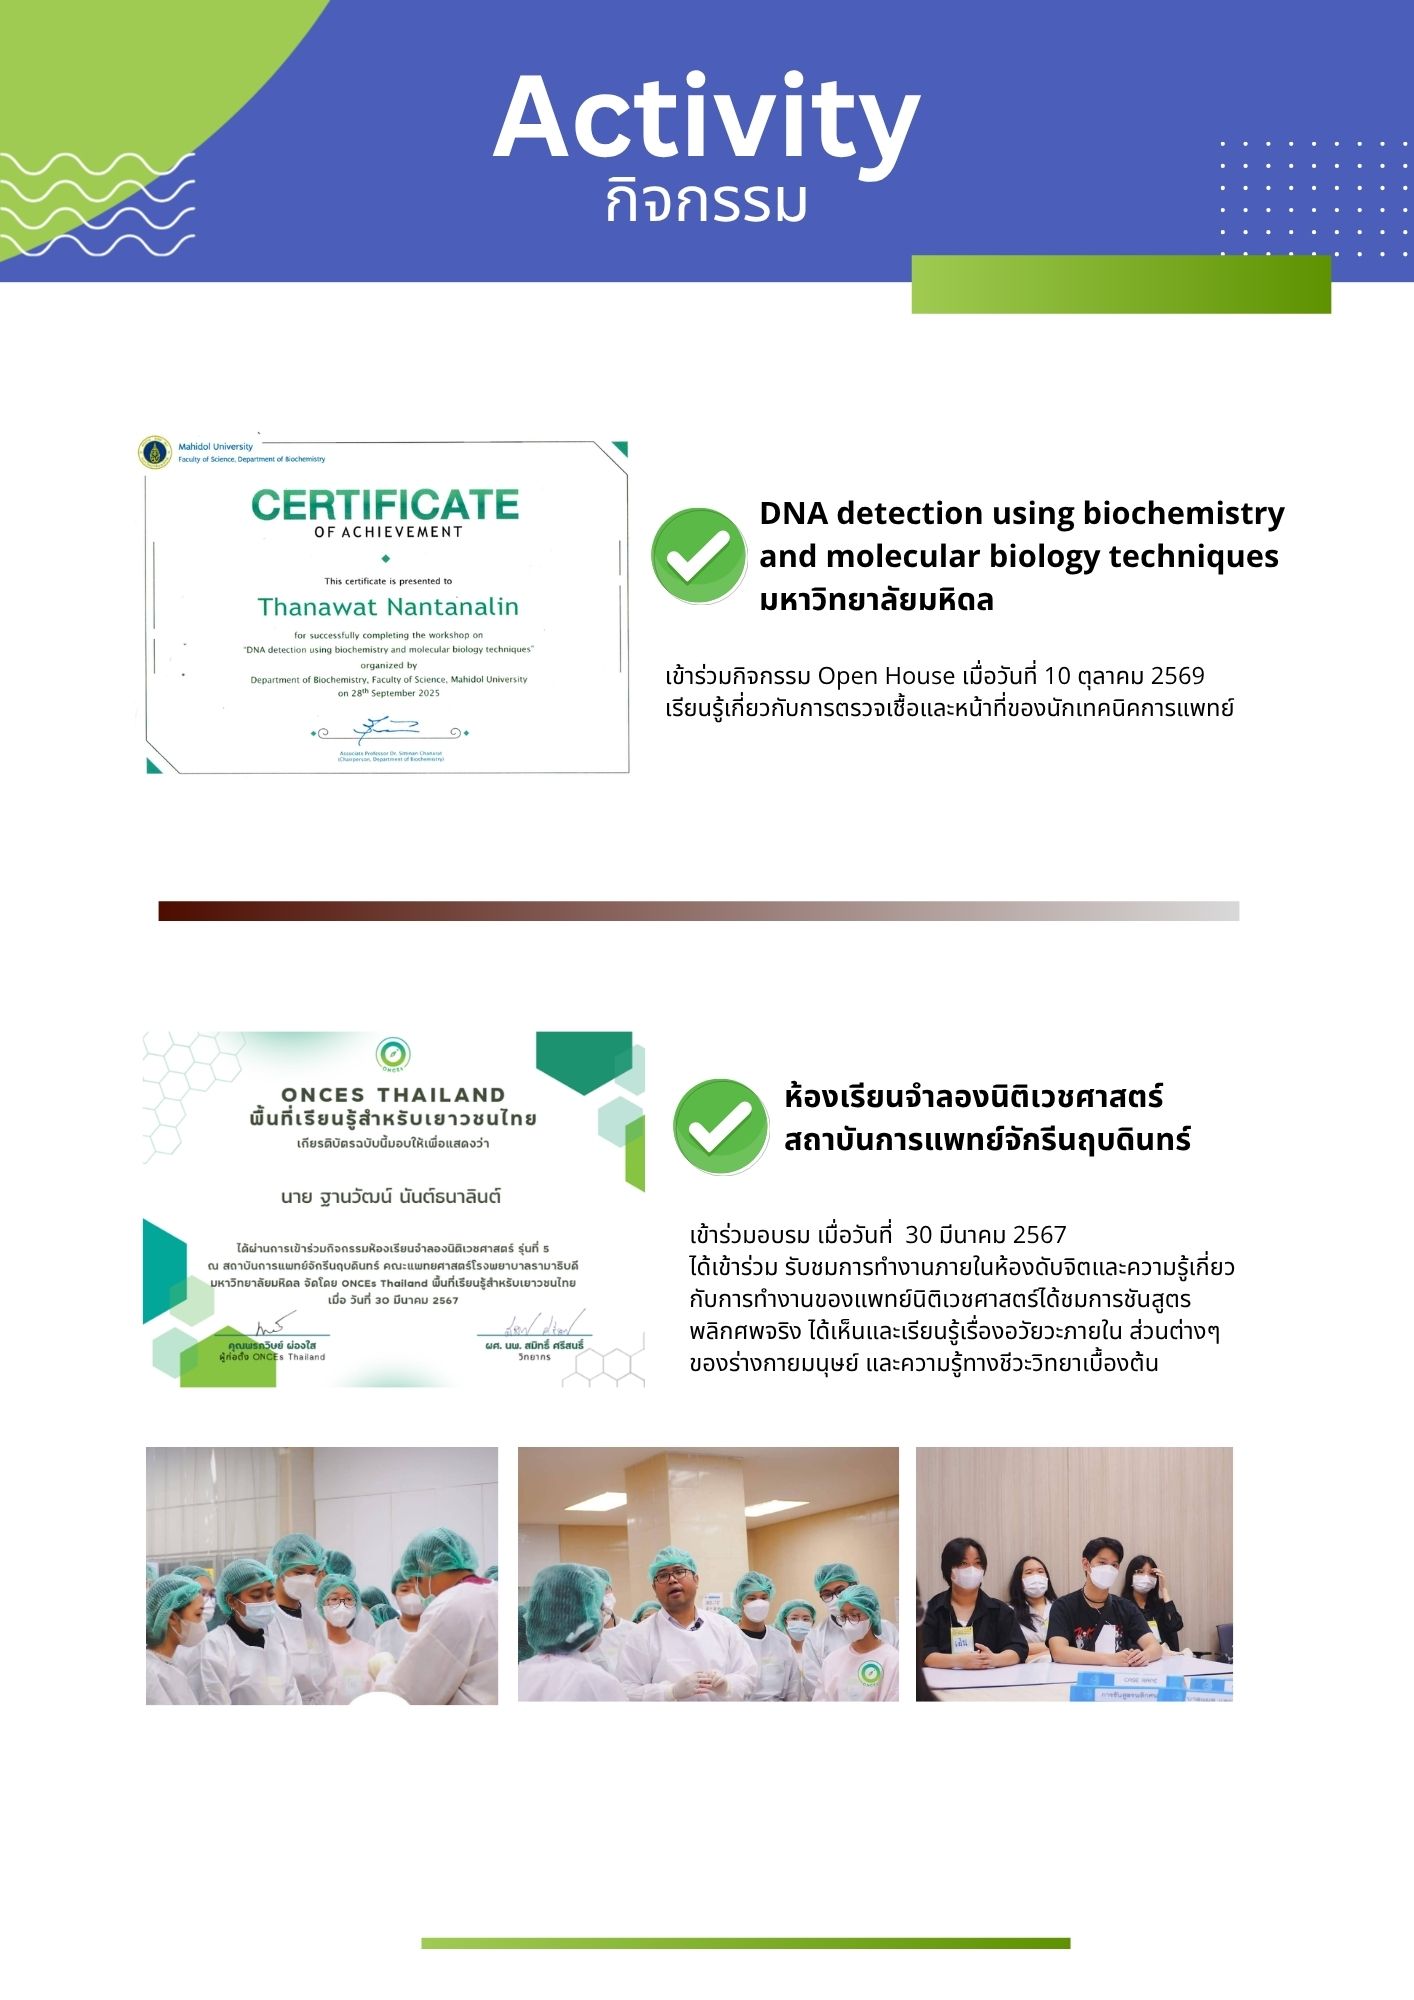 Activity
กิจกรรม
Mahidol University
Faculty of Science, Department of Biochemistry
CERTIFICATE
OF ACHIEVEMENT
This certificate is presented to
Thanawat Nantanalin
for successfully completing the workshop on
"DNA detection using biochemistry and molecular biology techniques"
organized by
Department of Biochemistry, Faculty of Science, Mahidol University
on 28th September 2025
Associate Professor Dr. Sittinan Chanarat
(Chairperson, Department of Biochemistry)
DNA detection using biochemistry
and molecular biology techniques
มหาวิทยาลัยมหิดล
เข้าร่วมกิจกรรม Open House เมื่อวันที่ 10 ตุลาคม 2569
เรียนรู้เกี่ยวกับการตรวจเชื้อและหน้าที่ของนักเทคนิคการแพทย์
ONCEs
ONCES THAILAND
พื้นที่เรียนรู้สำหรับเยาวชนไทย
เกียรติบัตรฉบับนี้มอบให้เพื่อแสดงว่า
นาย ฐานวัฒน์ นันต์ธนาลินต์
ได้ผ่านการเข้าร่วมกิจกรรมห้องเรียนจำลองนิติเวชศาสตร์ รุ่นที่ 5
ณ สถาบันการแพทย์จักรีนฤบดินทร์ คณะแพทยศาสตร์โรงพยาบาลรามาธิบดี
มหาวิทยาลัยมหิดล จัดโดย ONCEs Thailand พื้นที่เรียนรู้สำหรับเยาวชนไทย
เมื่อ วันที่ 30 มีนาคม 2567
คุณพรภวิษย์ ผ่องใส
ผู้ก่อตั้ง ONCEs Thailand
ผศ. นพ. สมิทธิ์ ศรีสนธิ์
วิทยากร
ห้องเรียนจำลองนิติเวชศาสตร์
สถาบันการแพทย์จักรีนฤบดินทร์
เข้าร่วมอบรม เมื่อวันที่  30 มีนาคม 2567
ได้เข้าร่วม รับชมการทำงานภายในห้องดับจิตและความรู้เกี่ยว
กับการทำงานของแพทย์นิติเวชศาสตร์ได้ชมการชันสูตร
พลิกศพจริง ได้เห็นและเรียนรู้เรื่องอวัยวะภายใน ส่วนต่างๆ
ของร่างกายมนุษย์ และความรู้ทางชีวะวิทยาเบื้องต้น
ONCEs